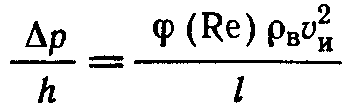 Δp/h = φ (Re) ρ_в v_и^2 / l